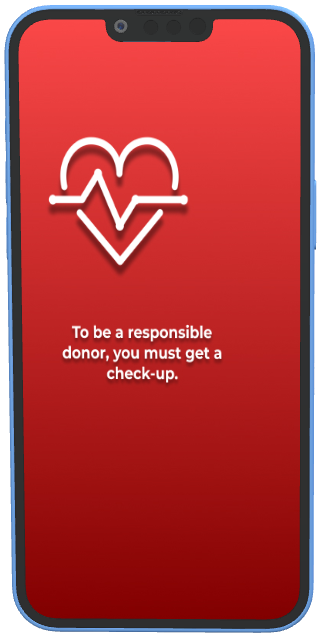 To be a responsible
donor, you must get a
check-up.